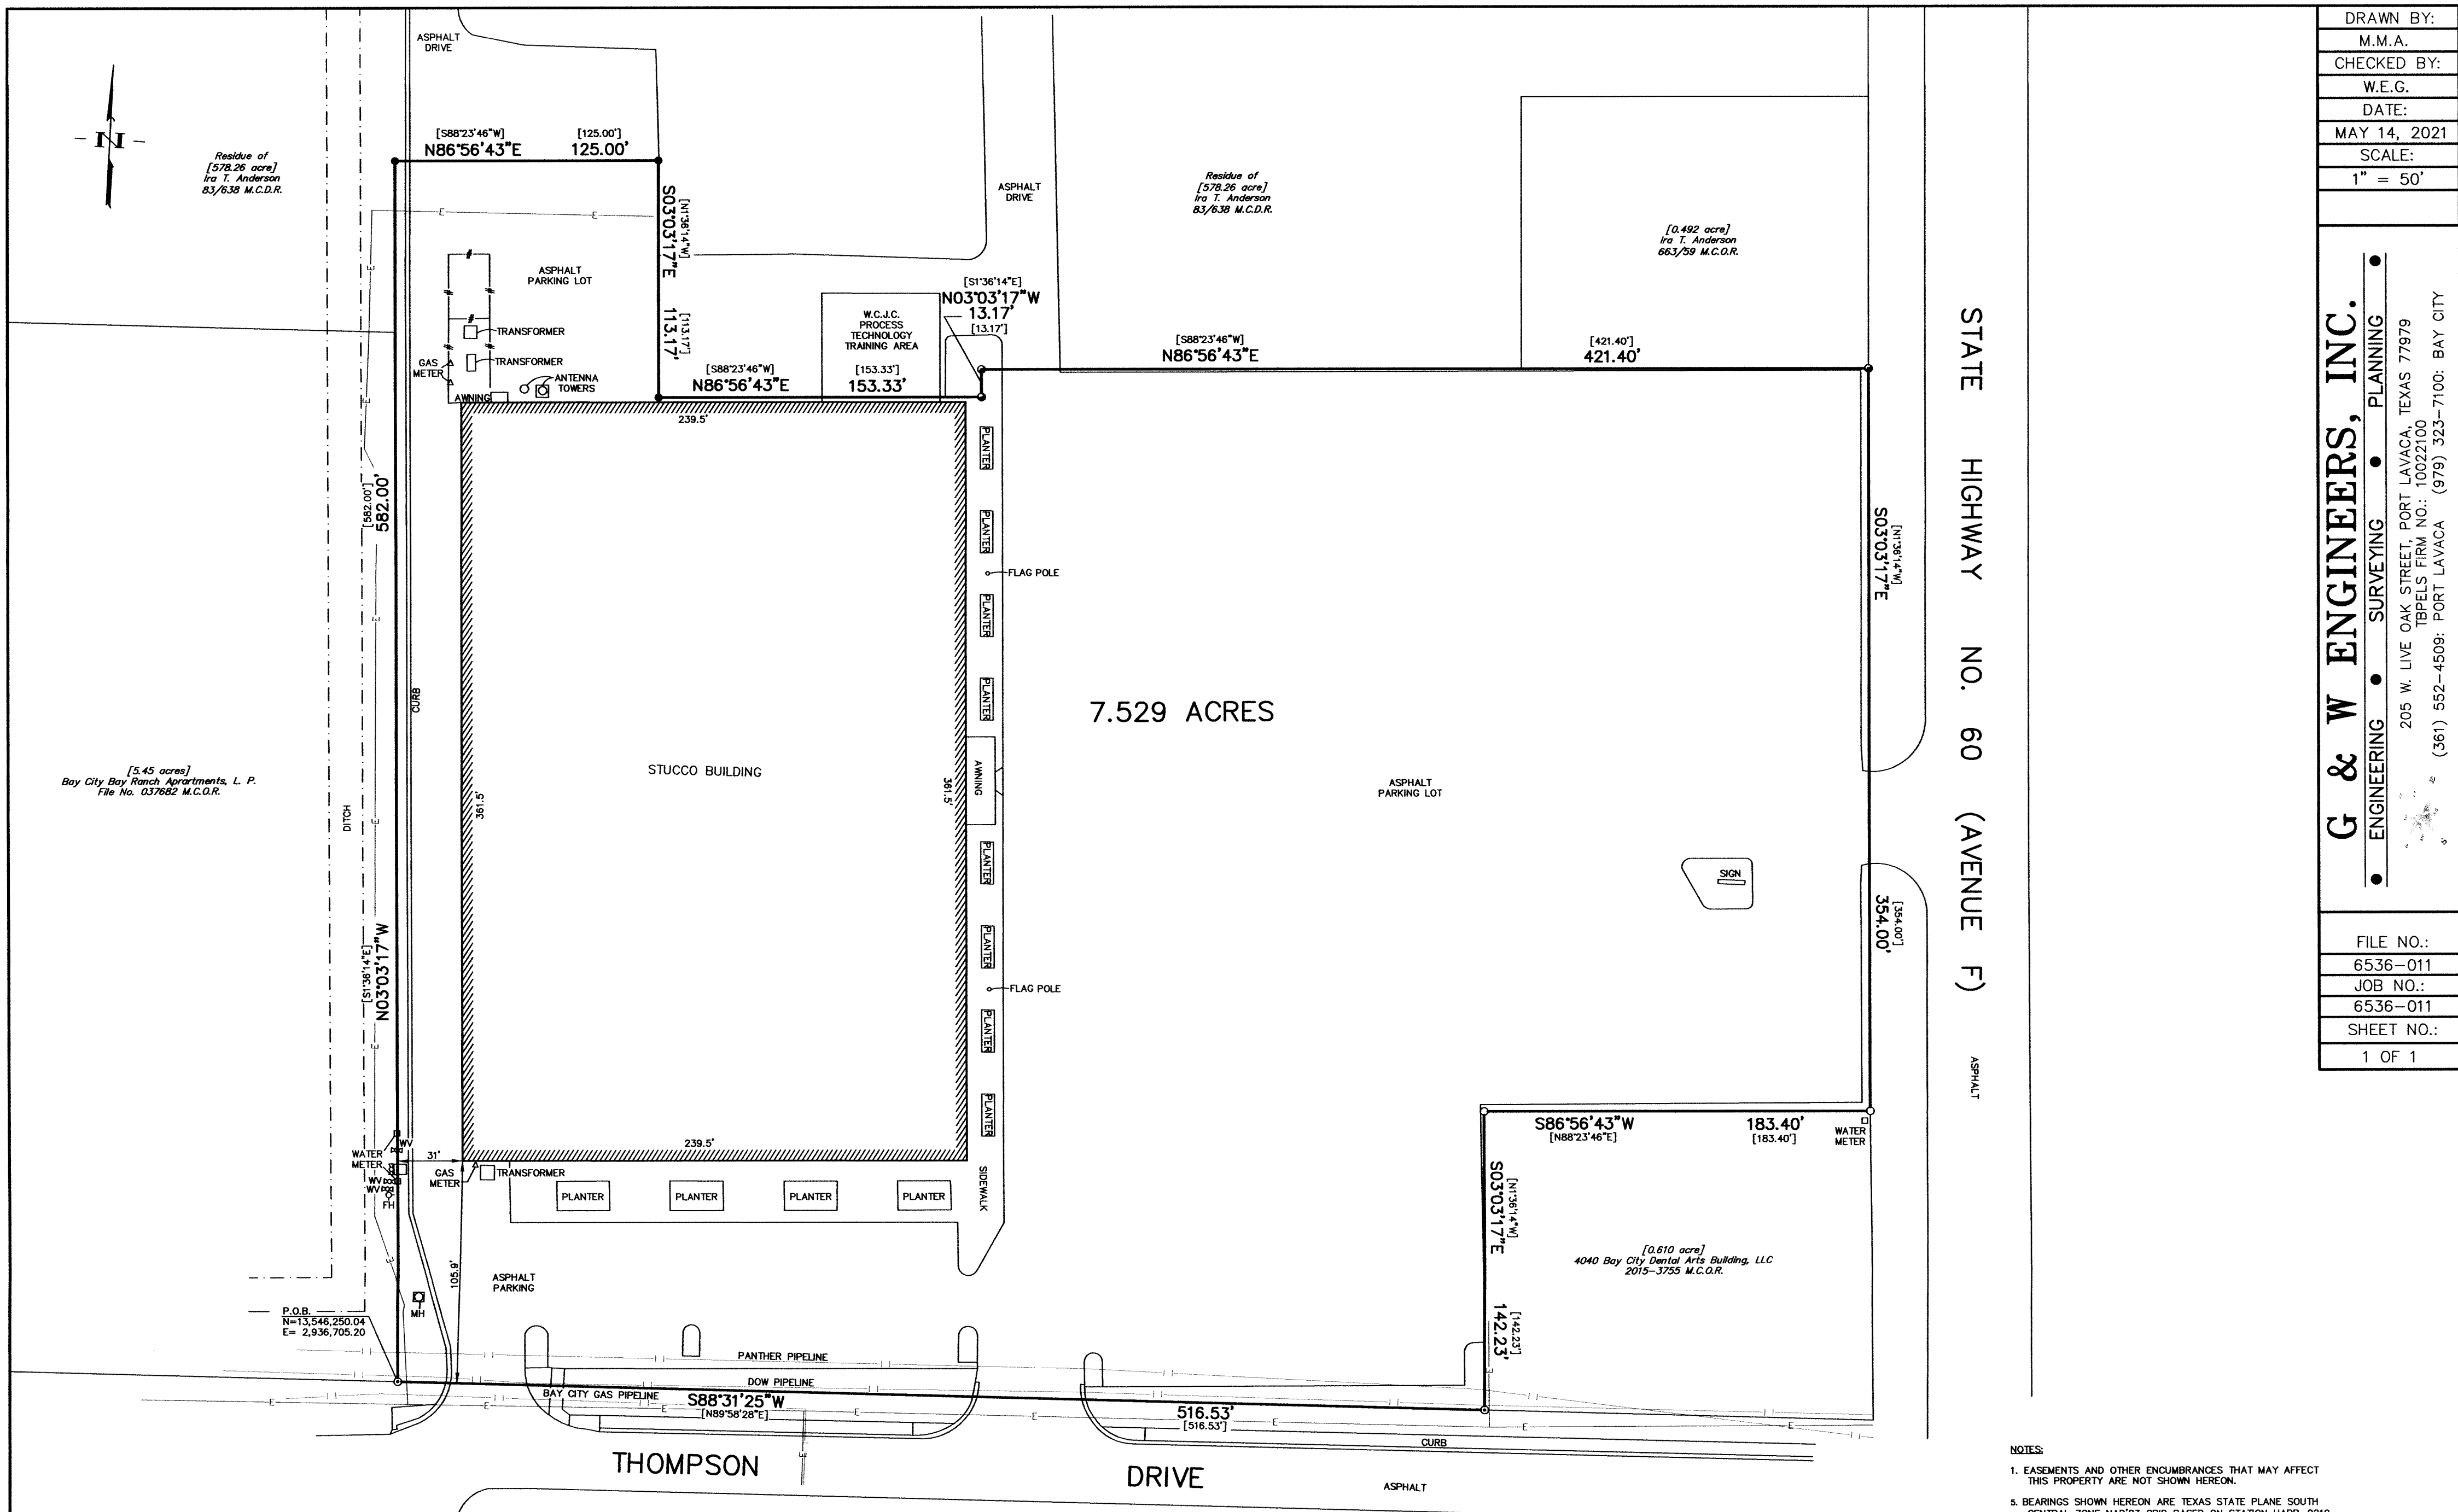 ASPHALT
DRIVE
[S88°23'46"W]
N86°56'43"E
[125.00']
125.00'
- N -
Residue of
[578.26 acre]
Ira T. Anderson
83/638 M.C.D.R.
S03°03'17"E
[N1°36'14"W]
113.17'
[113.17']
ASPHALT
DRIVE
Residue of
[578.26 acre]
Ira T. Anderson
83/638 M.C.D.R.
[0.492 acre]
Ira T. Anderson
663/59 M.C.O.R.
E
E
E
ASPHALT
PARKING LOT
TRANSFORMER
TRANSFORMER
GAS
METER
ANTENNA
TOWERS
AWNING
W.C.J.C.
PROCESS
TECHNOLOGY
TRAINING AREA
[S1°36'14"E]
N03°03'17"W
13.17'
[13.17']
[S88°23'46"W]
N86°56'43"E
[153.33']
153.33'
[S88°23'46"W]
N86°56'43"E
[421.40']
421.40'
239.5'
[582.00']
582.00'
[S1°36'14"E]
N03°03'17"W
CURB
DITCH
361.5'
STUCCO BUILDING
361.5'
239.5'
PLANTER
PLANTER
FLAG POLE
PLANTER
PLANTER
AWNING
PLANTER
PLANTER
FLAG POLE
PLANTER
PLANTER
SIDEWALK
7.529 ACRES
ASPHALT
PARKING LOT
SIGN
[5.45 acres]
Bay City Bay Ranch Aprartments, L. P.
File No. 037682 M.C.O.R.
S03°03'17"E
[N1°36'14"W]
354.00'
[354.00']
STATE HIGHWAY NO. 60 (AVENUE F)
ASPHALT
S86°56'43"W
[N88°23'46"E]
183.40'
[183.40']
WATER
METER
S03°03'17"E
[N1°36'14"W]
142.23'
[142.23']
[0.610 acre]
4040 Bay City Dental Arts Building, LLC
2015-3755 M.C.O.R.
WV
WATER
METER
WV
WV
FH
31'
GAS
METER
TRANSFORMER
PLANTER
PLANTER
PLANTER
PLANTER
105.9'
ASPHALT
PARKING
MH
P.O.B.
N=13,546,250.04
E= 2,936,705.20
PANTHER PIPELINE
DOW PIPELINE
BAY CITY GAS PIPELINE
S88°31'25"W
[N89°58'28"E]
516.53'
[516.53']
E
E
E
E
E
E
CURB
THOMPSON DRIVE
ASPHALT
NOTES:
1. EASEMENTS AND OTHER ENCUMBRANCES THAT MAY AFFECT
THIS PROPERTY ARE NOT SHOWN HEREON.
5. BEARINGS SHOWN HEREON ARE TEXAS STATE PLANE SOUTH
DRAWN BY:
M.M.A.
CHECKED BY:
W.E.G.
DATE:
MAY 14, 2021
SCALE:
1" = 50'
G & W ENGINEERS, INC.
● ENGINEERING ● SURVEYING ● PLANNING ●
205 W. LIVE OAK STREET, PORT LAVACA, TEXAS 77979
TBPELS FIRM NO.: 10022100
(361) 552-4509: PORT LAVACA (979) 323-7100: BAY CITY
FILE NO.:
6536-011
JOB NO.:
6536-011
SHEET NO.:
1 OF 1